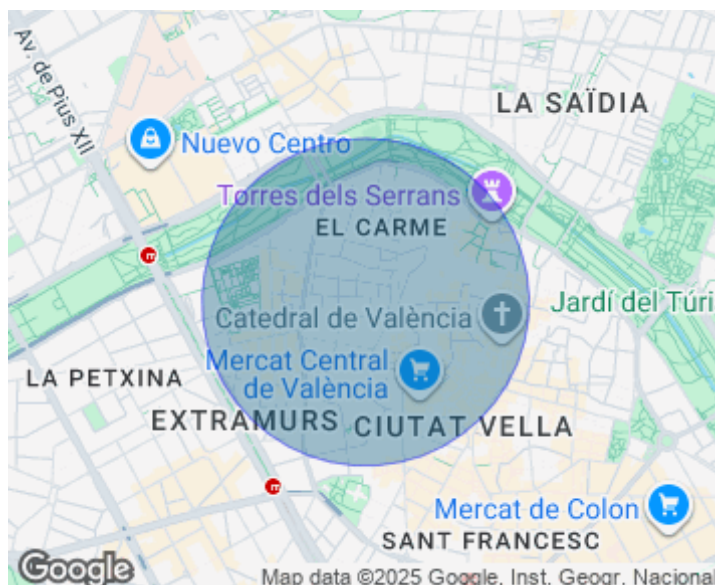 Av. de Pius XII
LA SAÏDIA
Nuevo Centro
Torres dels Serrans
EL CARME
Jardí del Túri
Catedral de València
Mercat Central
de València
LA PETXINA
EXTRAMURS
CIUTAT VELLA
Mercat de Colon
SANT FRANCESC
Google
Map data ©2025 Google, Inst. Geogr. Nacional